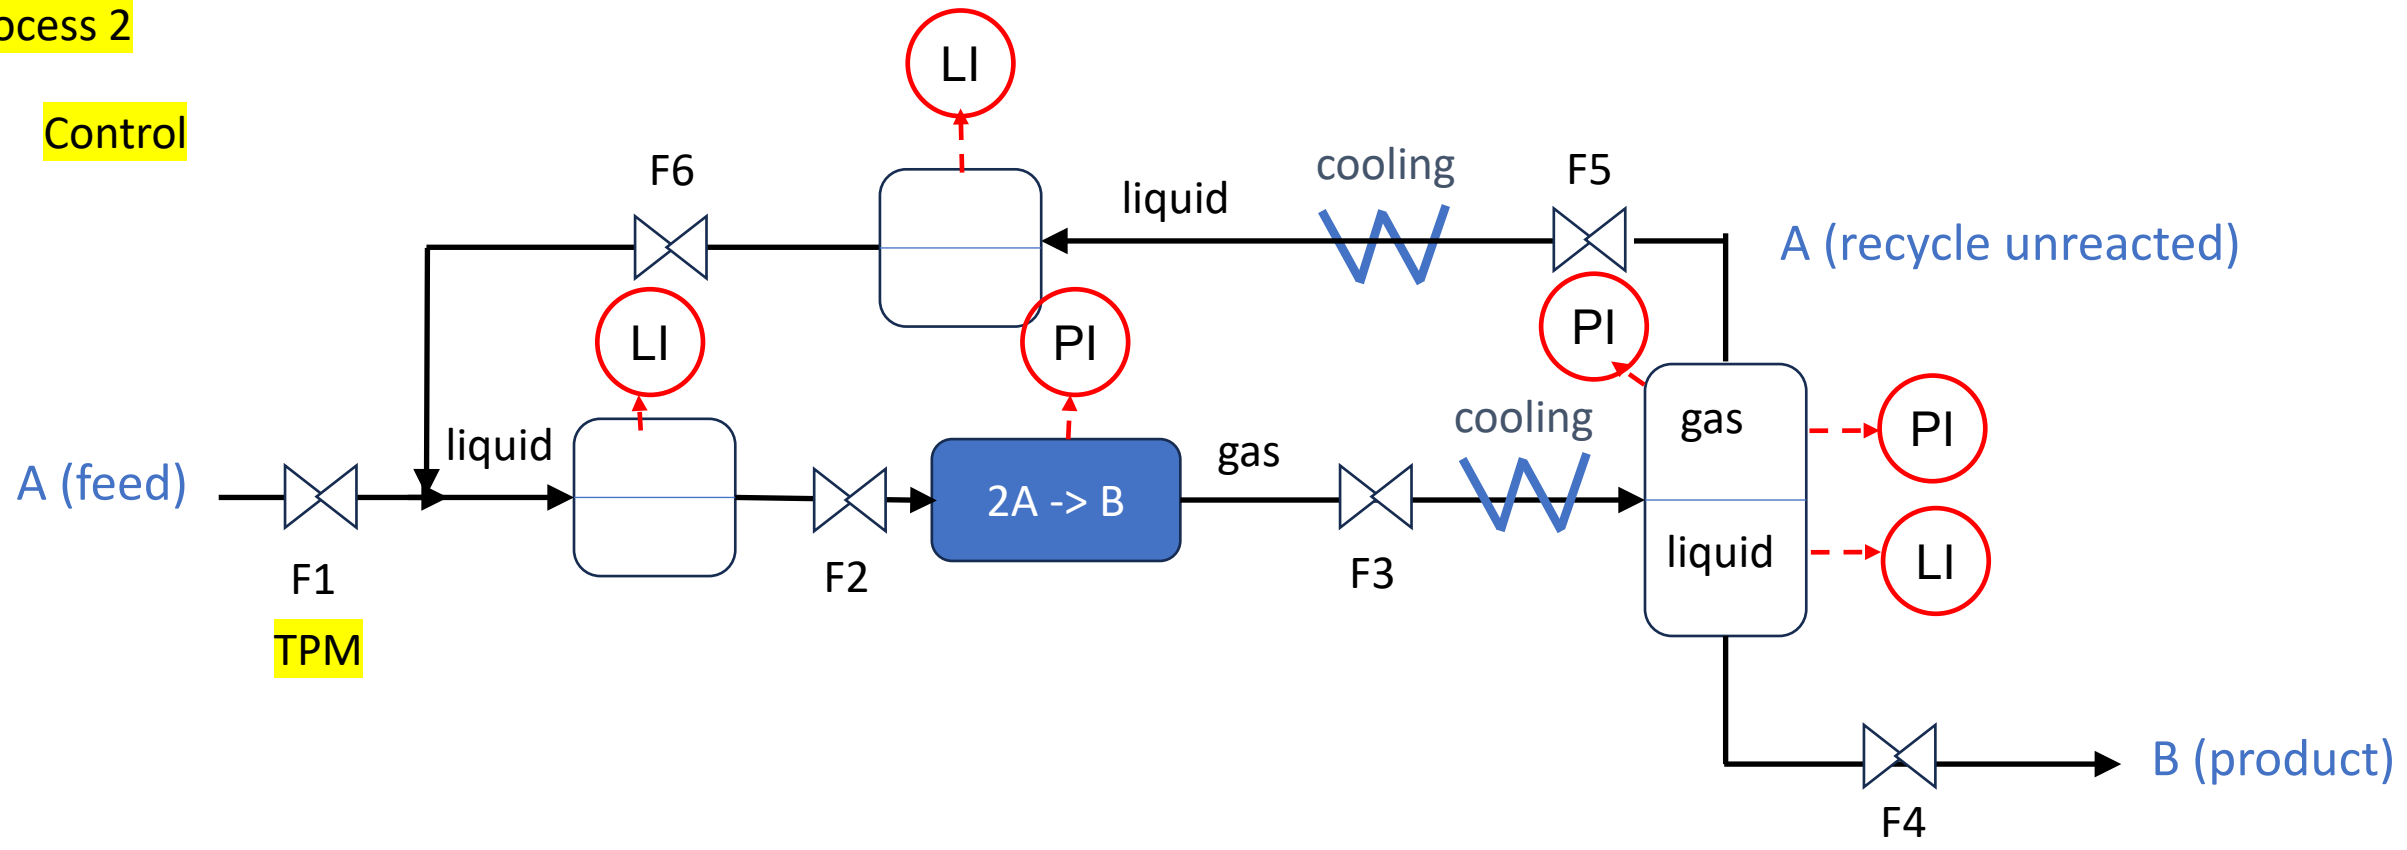 ocess 2
Control
LI
F6
liquid
cooling
F5
A (recycle unreacted)
LI
PI
PI
A (feed)
liquid
2A -> B
gas
cooling
gas
PI
liquid
LI
F1
F2
F3
TPM
B (product)
F4